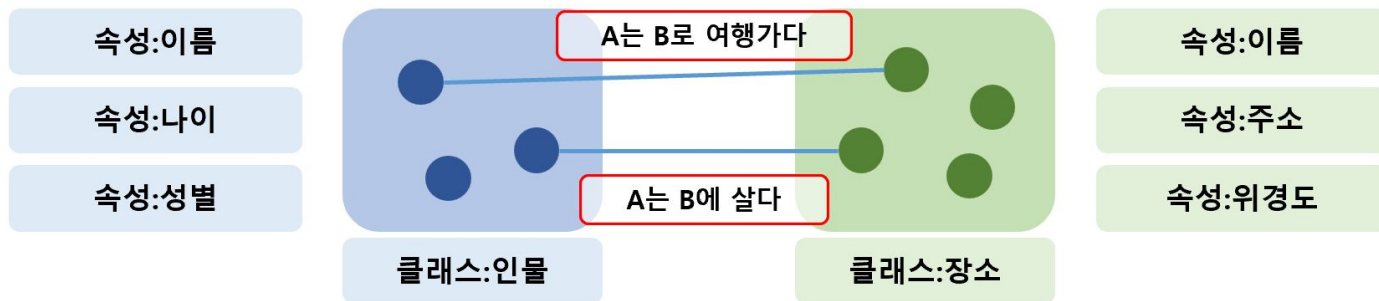 속성:이름
속성:나이
속성:성별
A는 B로 여행가다
A는 B에 살다
클래스:인물
클래스:장소
속성:이름
속성:주소
속성:위경도